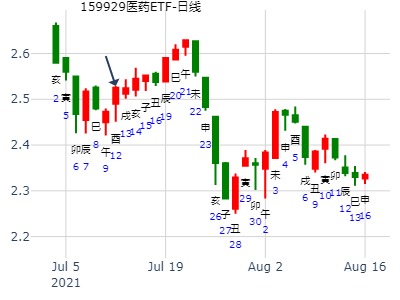 159929医药ETF-日线
2.6
2.5
2.4
2.3
2.2
亥
2
寅
5
卯
6
辰
7
巳
8
午
9
酉
12
戌
13
亥
14
子
15
丑
16
辰
19
巳
20
午
21
未
22
申
23
亥
26
子
27
丑
28
寅
29
卯
30
午
2
未
3
申
4
酉
5
戌
6
丑
9
寅
10
卯
11
辰
12
巳
13
申
16
Jul 5
2021
Jul 19
Aug 2
Aug 16